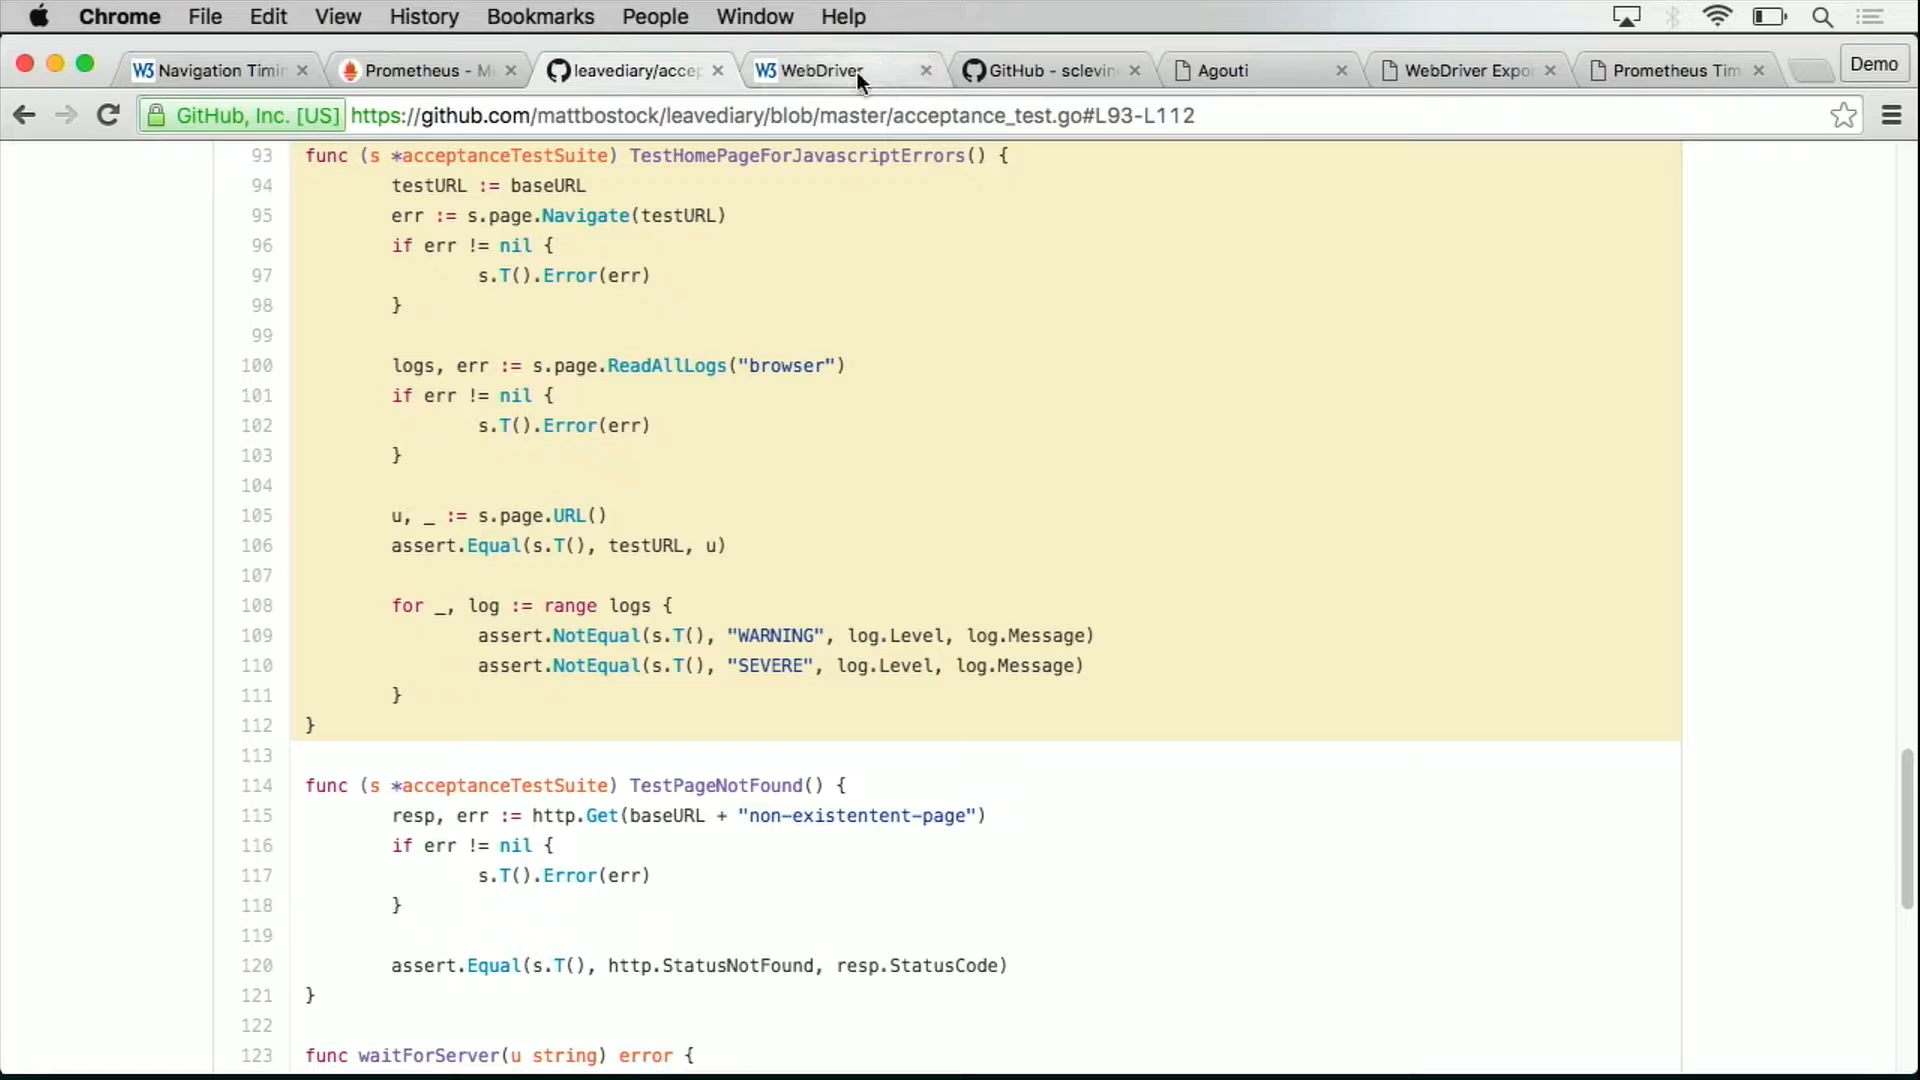 Chrome File Edit View History Bookmarks People Window Help
Navigation Timin Prometheus - M leavediary/accep WebDriver GitHub - sclevin Agouti WebDriver Expo Prometheus Tim Demo
GitHub, Inc. [US] https://github.com/mattbostock/leavediary/blob/master/acceptance_test.go#L93-L112
93 func (s *acceptanceTestSuite) TestHomePageForJavascriptErrors() {
94 testURL := baseURL
95 err := s.page.Navigate(testURL)
96 if err != nil {
97 s.T().Error(err)
98 }
99
100 logs, err := s.page.ReadAllLogs("browser")
101 if err != nil {
102 s.T().Error(err)
103 }
104
105 u, _ := s.page.URL()
106 assert.Equal(s.T(), testURL, u)
107
108 for _, log := range logs {
109 assert.NotEqual(s.T(), "WARNING", log.Level, log.Message)
110 assert.NotEqual(s.T(), "SEVERE", log.Level, log.Message)
111 }
112 }
113
114 func (s *acceptanceTestSuite) TestPageNotFound() {
115 resp, err := http.Get(baseURL + "non-existentent-page")
116 if err != nil {
117 s.T().Error(err)
118 }
119
120 assert.Equal(s.T(), http.StatusNotFound, resp.StatusCode)
121 }
122
123 func waitForServer(u string) error {